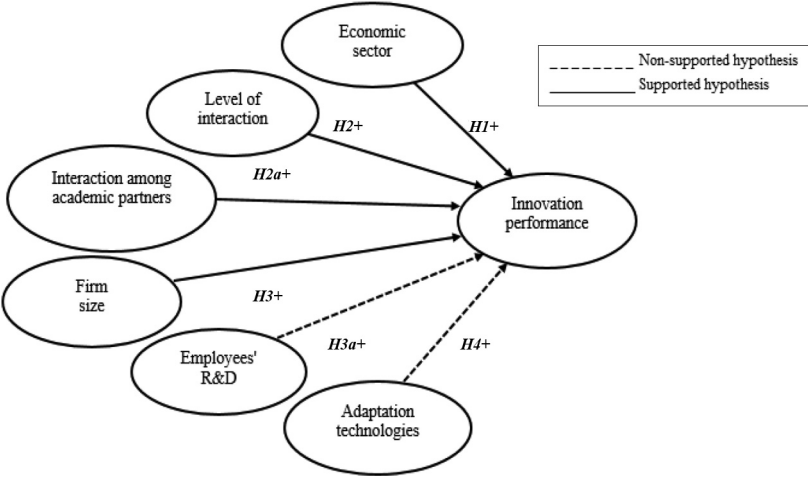 Economic
sector
Non-supported hypothesis
Supported hypothesis
Level of
interaction
H2+
H1+
Interaction among
academic partners
H2a+
Innovation
performance
Firm
size
H3+
Employees'
R&D
H3a+
H4+
Adaptation
technologies